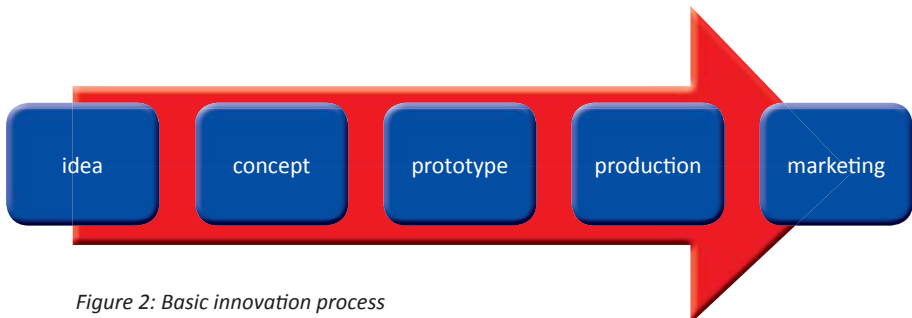 idea concept prototype production marketing
Figure 2: Basic innovation process